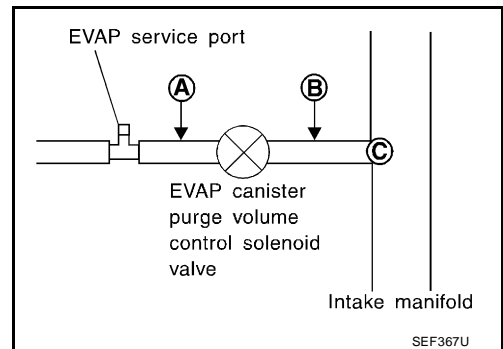 EVAP service port
A
B
C
EVAP canister
purge volume
control solenoid
valve
Intake manifold
SEF367U